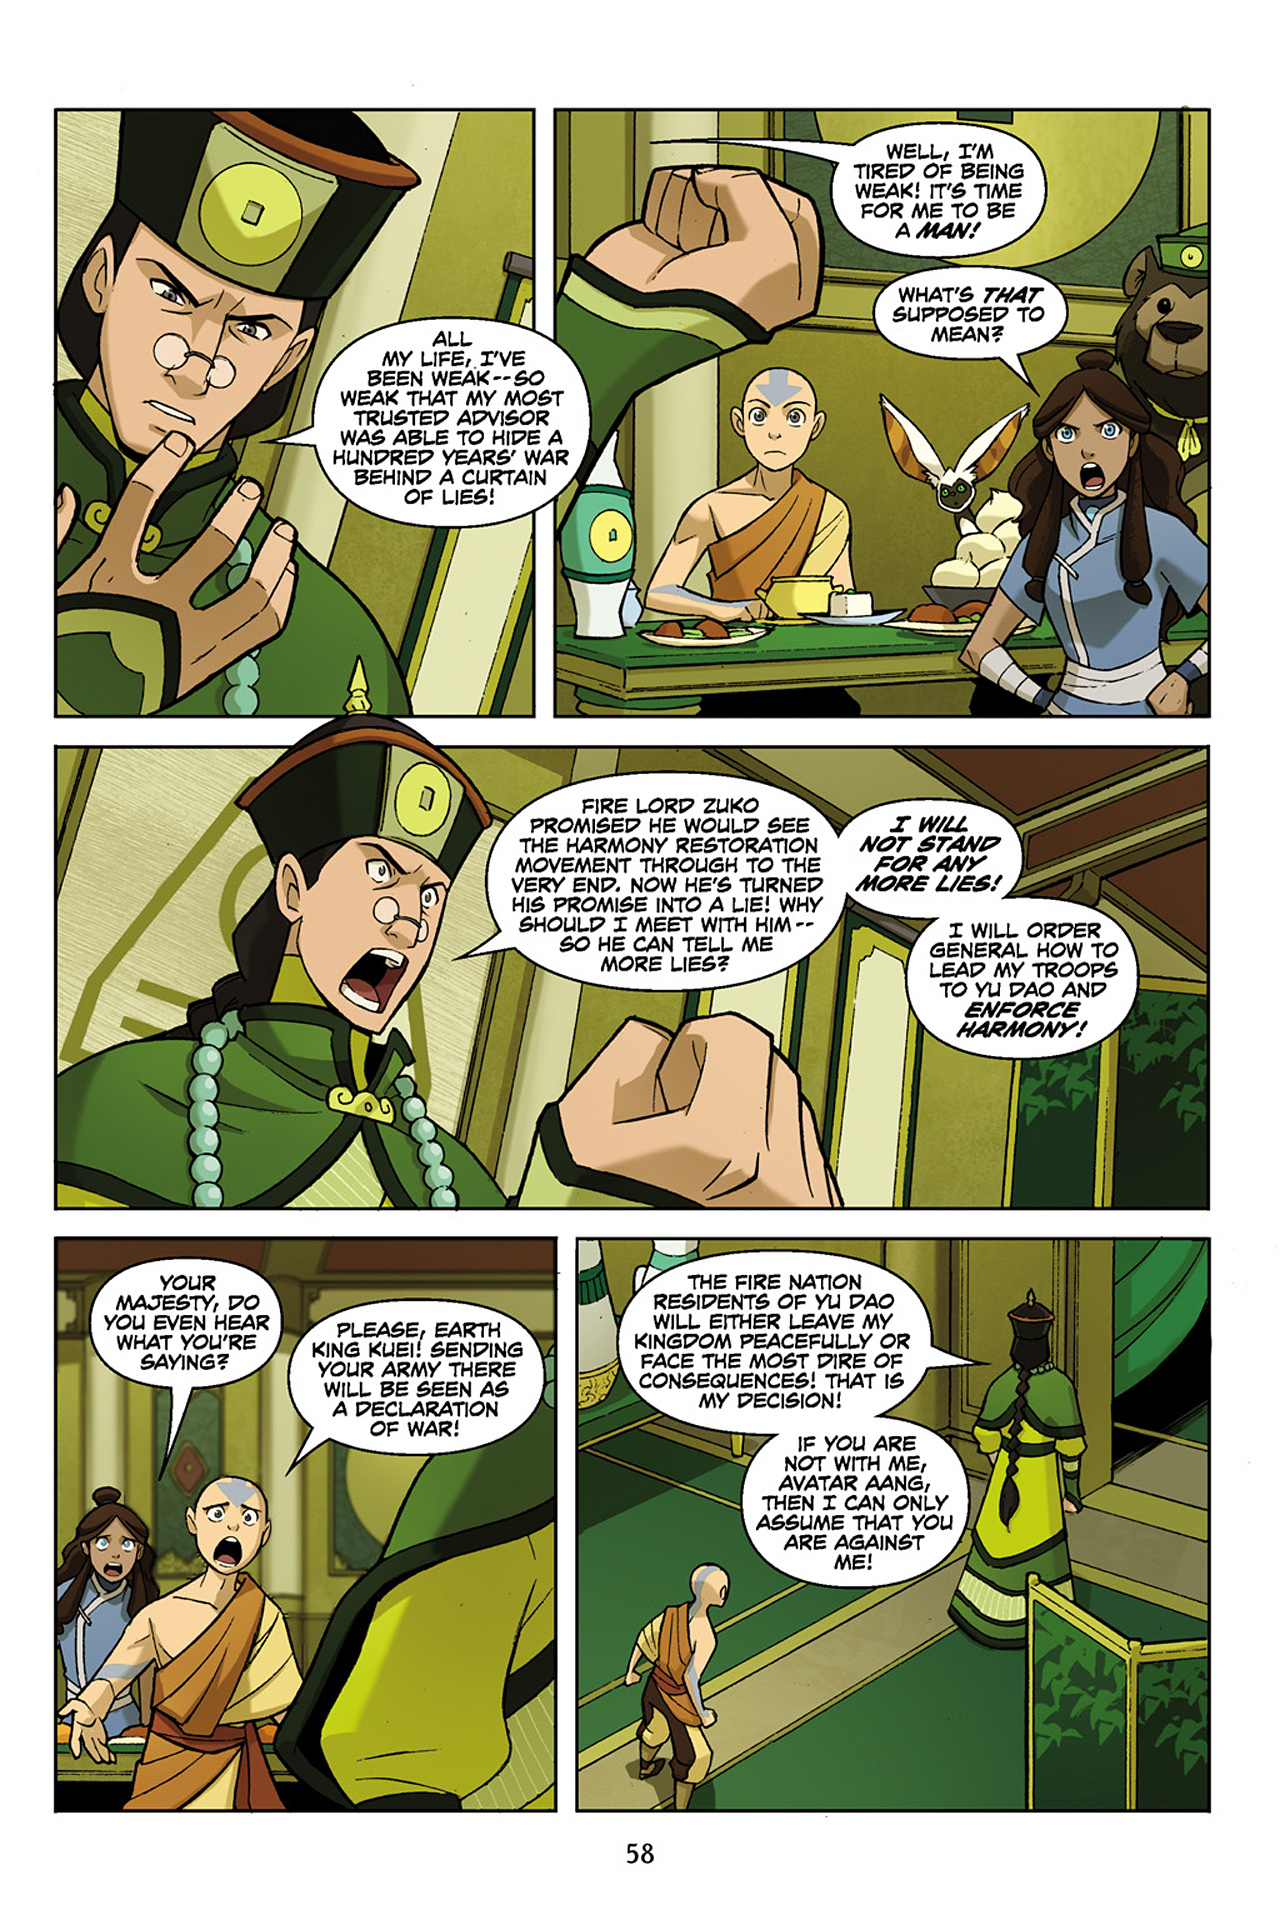 ALL
MY LIFE, I'VE
BEEN WEAK--SO
WEAK THAT MY MOST
TRUSTED ADVISOR
WAS ABLE TO HIDE A
HUNDRED YEARS' WAR
BEHIND A CURTAIN
OF LIES!
WELL, I'M
TIRED OF BEING
WEAK! IT'S TIME
FOR ME TO BE
A MAN!
WHAT'S THAT
SUPPOSED TO
MEAN?
FIRE LORD ZUKO
PROMISED HE WOULD SEE
THE HARMONY RESTORATION
MOVEMENT THROUGH TO THE
VERY END. NOW HE'S TURNED
HIS PROMISE INTO A LIE! WHY
SHOULD I MEET WITH HIM--
SO HE CAN TELL ME
MORE LIES?
I WILL
NOT STAND
FOR ANY
MORE LIES!
I WILL ORDER
GENERAL HOW TO
LEAD MY TROOPS
TO YU DAO AND
ENFORCE
HARMONY!
YOUR
MAJESTY, DO
YOU EVEN HEAR
WHAT YOU'RE
SAYING?
PLEASE, EARTH
KING KUEI! SENDING
YOUR ARMY THERE
WILL BE SEEN AS
A DECLARATION
OF WAR!
THE FIRE NATION
RESIDENTS OF YU DAO
WILL EITHER LEAVE MY
KINGDOM PEACEFULLY OR
FACE THE MOST DIRE OF
CONSEQUENCES! THAT IS
MY DECISION!
IF YOU ARE
NOT WITH ME,
AVATAR AANG,
THEN I CAN ONLY
ASSUME THAT YOU
ARE AGAINST
ME!
58